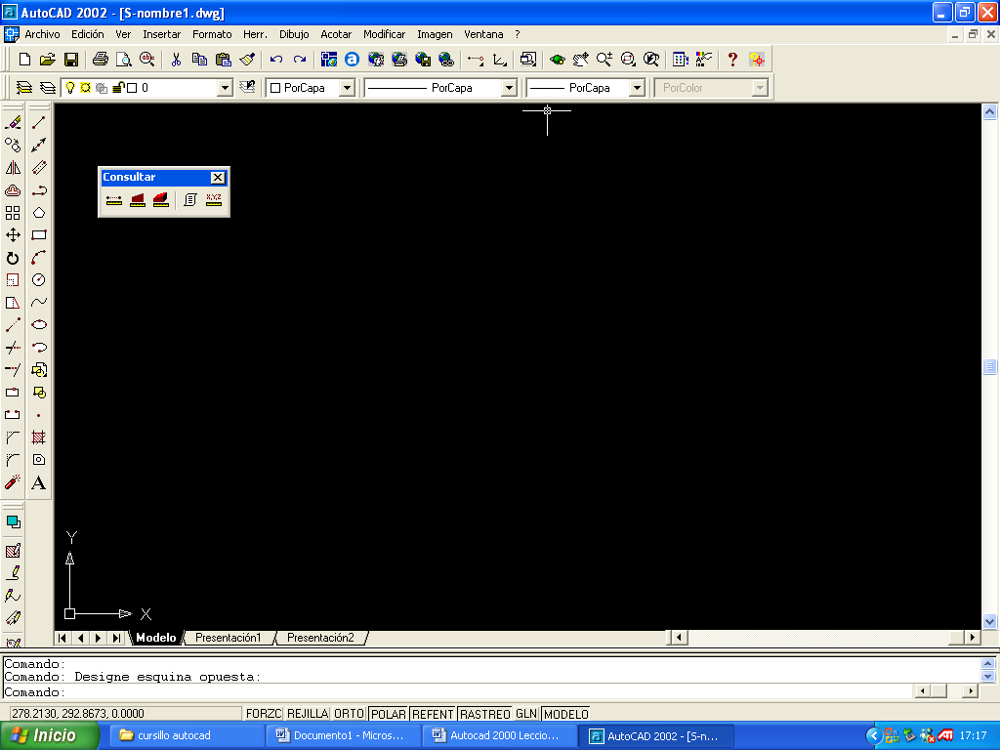 AutoCAD 2002 - [S-nombre1.dwg]
Archivo Edición Ver Insertar Formato Herr. Dibujo Acotar Modificar Imagen Ventana ?
0 PorCapa PorCapa PorCapa PorColor
Consultar
X,Y,Z
A
Y
X
Modelo Presentación1 Presentación2
Comando:
Comando: Designe esquina opuesta:
Comando:
278.2130, 292.8673, 0.0000 FORZC REJILLA ORTO POLAR REFENT RASTREO GLN MODELO
Inicio cursillo autocad Documento1 - Micros... Autocad 2000 Leccio... AutoCAD 2002 - [S-n... 17:17